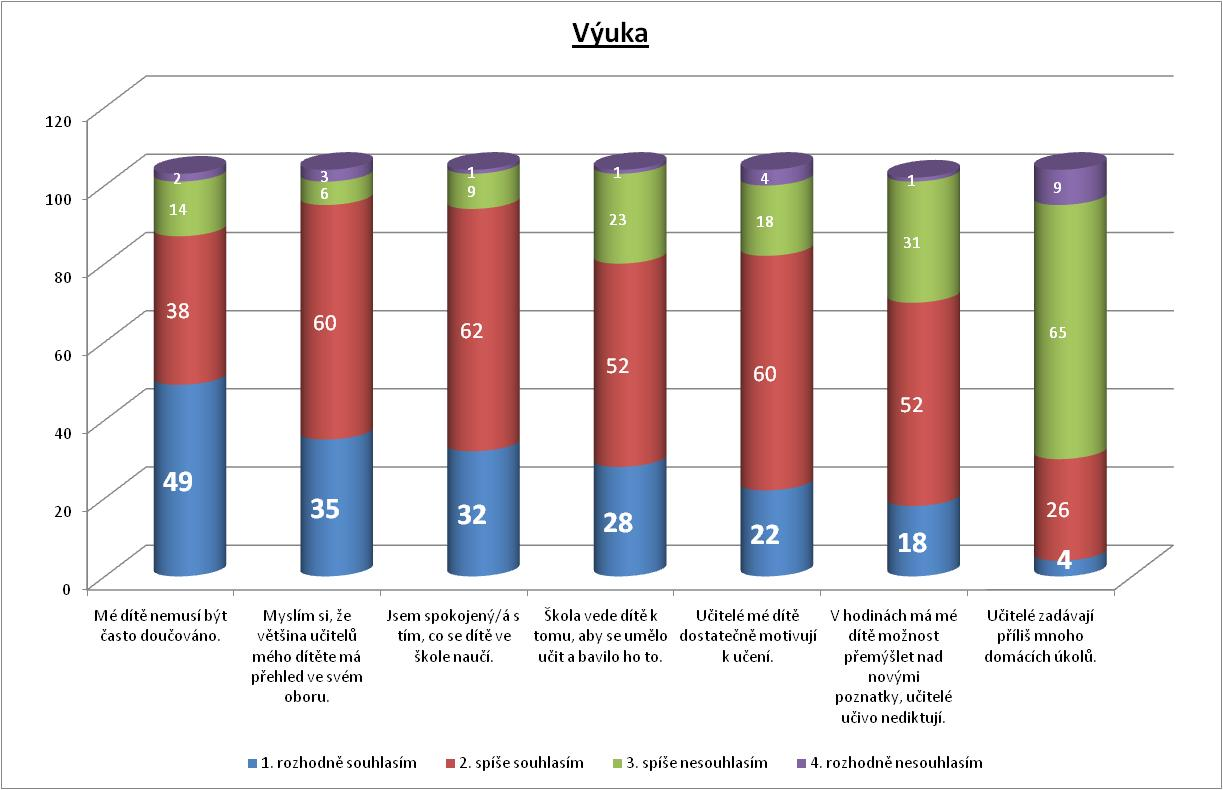 Výuka
120
100
80
60
40
20
0
2
14
38
49
3
6
60
35
1
9
62
32
1
23
52
28
4
18
60
22
1
31
52
18
9
65
26
4
Mé dítě nemusí být
často doučováno.
Myslím si, že
většina učitelů
mého dítěte má
přehled ve svém
oboru.
Jsem spokojený/á s
tím, co se dítě ve
škole naučí.
Škola vede dítě k
tomu, aby se umělo
učit a bavilo ho to.
Učitelé mé dítě
dostatečně motivují
k učení.
V hodinách má mé
dítě možnost
přemýšlet nad
novými
poznatky, učitelé
učivo nediktují.
Učitelé zadávají
příliš mnoho
domácích úkolů.
1. rozhodně souhlasím
2. spíše souhlasím
3. spíše nesouhlasím
4. rozhodně nesouhlasím